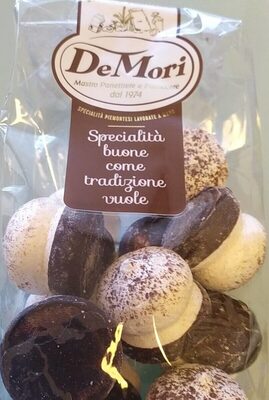 DeMori
Mastro Panettiere e Pasticcere
dal 1974
SPECIALITÀ PIEMONTESI LAVORATE A MANO
Specialità
buone
come
tradizione
vuole